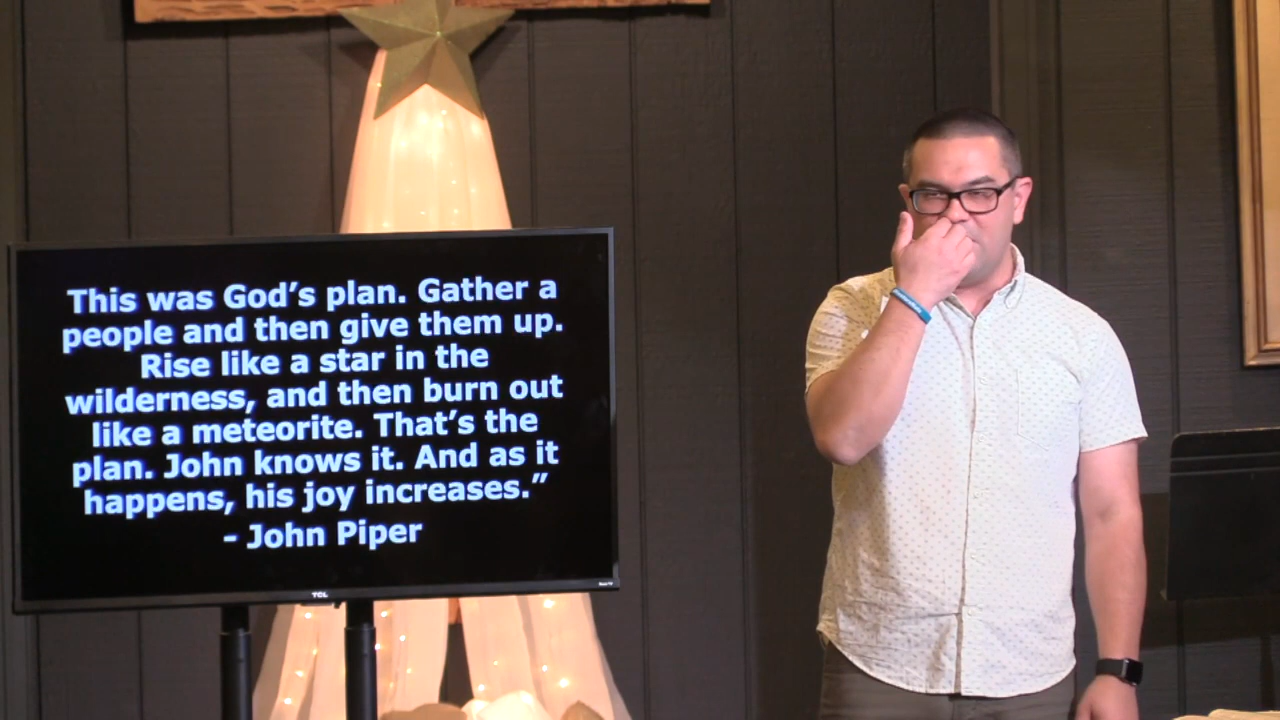 This was God’s plan. Gather a
people and then give them up.
Rise like a star in the
wilderness, and then burn out
like a meteorite. That’s the
plan. John knows it. And as it
happens, his joy increases.”
- John Piper
TCL